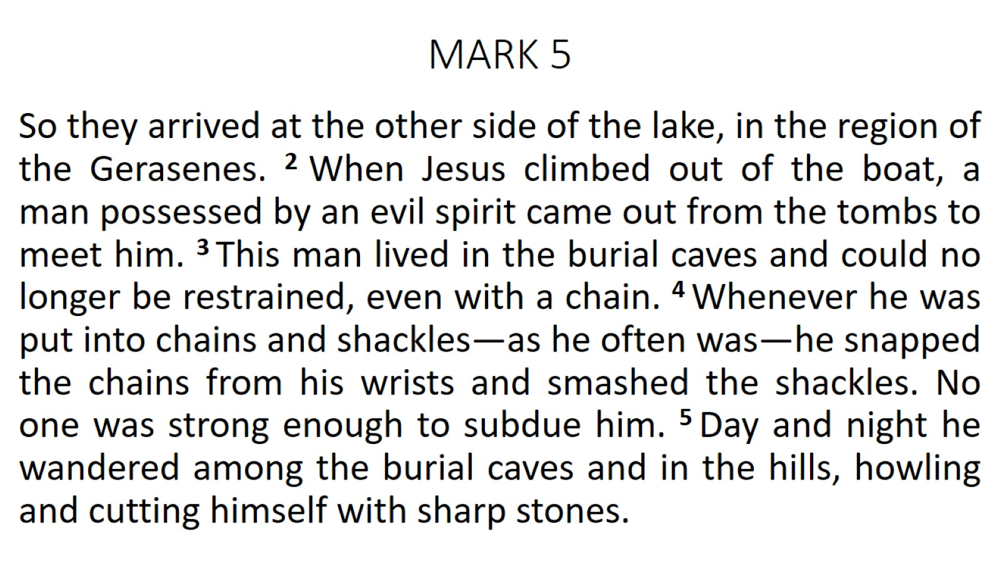 MARK 5
So they arrived at the other side of the lake, in the region of
the Gerasenes. 2 When Jesus climbed out of the boat, a
man possessed by an evil spirit came out from the tombs to
meet him. 3 This man lived in the burial caves and could no
longer be restrained, even with a chain. 4 Whenever he was
put into chains and shackles—as he often was—he snapped
the chains from his wrists and smashed the shackles. No
one was strong enough to subdue him. 5 Day and night he
wandered among the burial caves and in the hills, howling
and cutting himself with sharp stones.